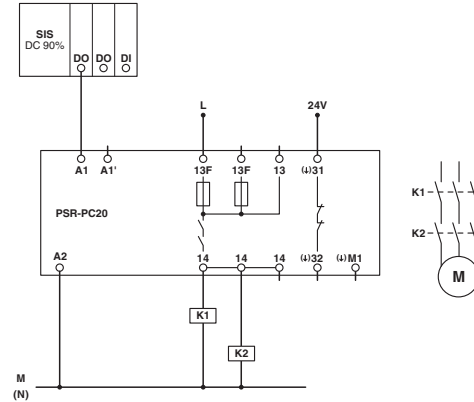 SIS
DC 90%
DO DO DI
L 24V
A1 A1' 13F 13F 13 (↓)31
PSR-PC20
A2 14 14 14 (↓)32 (↓)M1
K1
K2
M
(N)
K1
K2
M